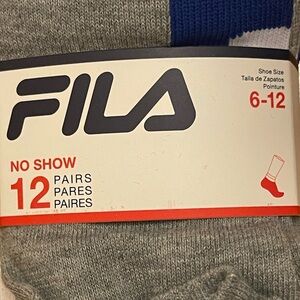 FILA
Shoe Size
Talla de Zapatos
Pointure
6-12
NO SHOW
12 PAIRS
PARES
PAIRES